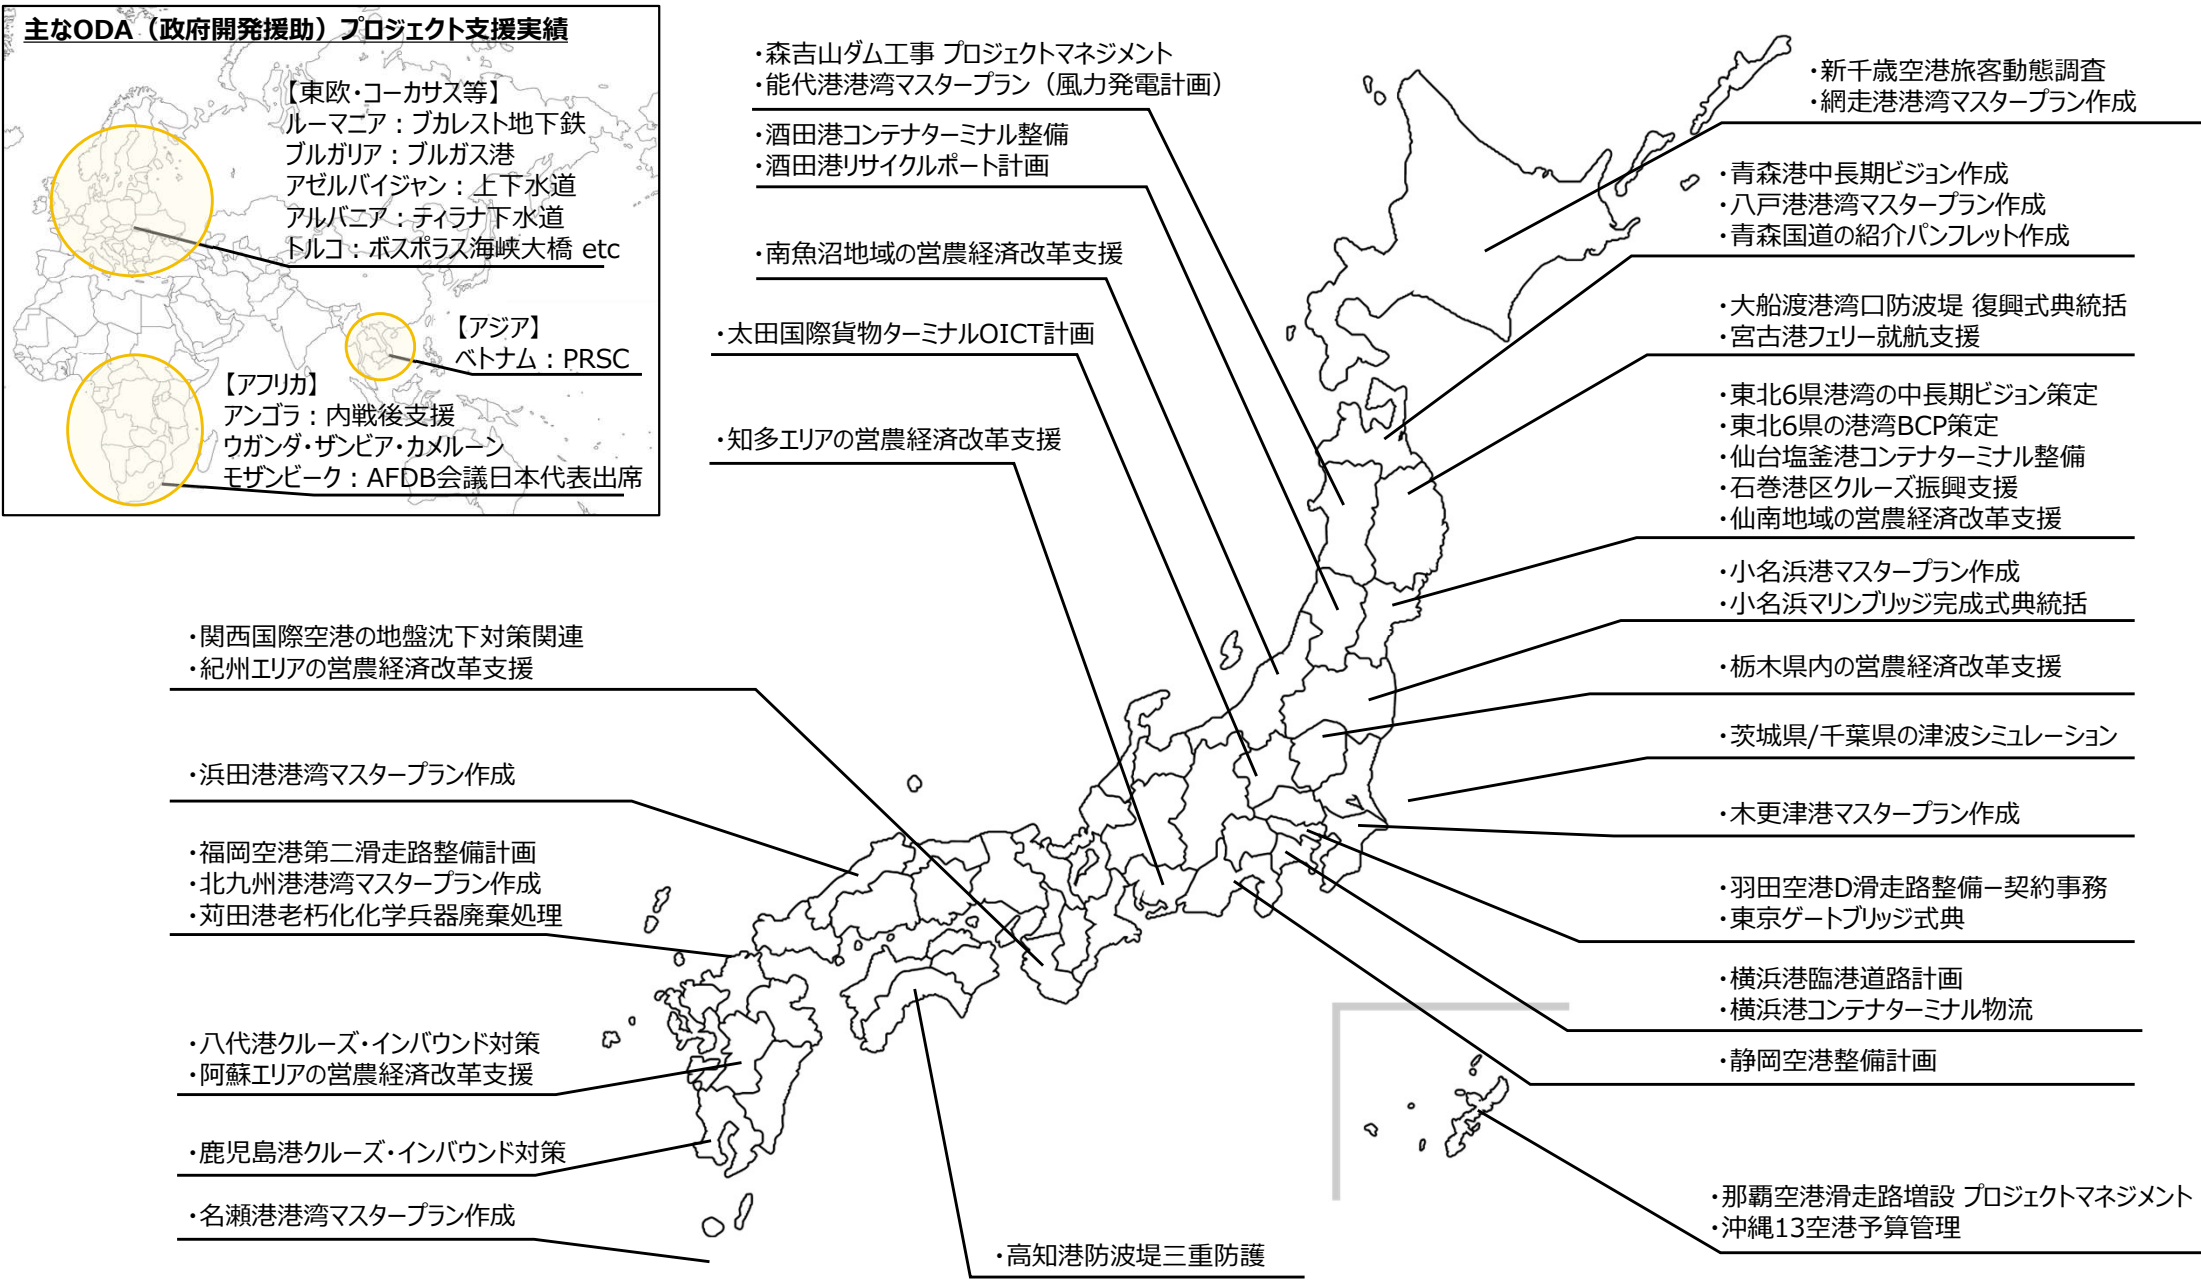 主なODA（政府開発援助）プロジェクト支援実績
【東欧・コーカサス等】
ルーマニア：ブカレスト地下鉄
ブルガリア：ブルガス港
アゼルバイジャン：上下水道
アルバニア：ティラナ下水道
トルコ：ボスポラス海峡大橋 etc
【アジア】
ベトナム：PRSC
【アフリカ】
アンゴラ：内戦後支援
ウガンダ・ザンビア・カメルーン
モザンビーク：AFDB会議日本代表出席
・森吉山ダム工事 プロジェクトマネジメント
・能代港港湾マスタープラン（風力発電計画）
・酒田港コンテナターミナル整備
・酒田港リサイクルポート計画
・南魚沼地域の営農経済改革支援
・太田国際貨物ターミナルOICT計画
・知多エリアの営農経済改革支援
・関西国際空港の地盤沈下対策関連
・紀州エリアの営農経済改革支援
・浜田港港湾マスタープラン作成
・福岡空港第二滑走路整備計画
・北九州港港湾マスタープラン作成
・苅田港老朽化化学兵器廃棄処理
・八代港クルーズ・インバウンド対策
・阿蘇エリアの営農経済改革支援
・鹿児島港クルーズ・インバウンド対策
・名瀬港港湾マスタープラン作成
・高知港防波堤三重防護
・新千歳空港旅客動態調査
・網走港港湾マスタープラン作成
・青森港中長期ビジョン作成
・八戸港港湾マスタープラン作成
・青森国道の紹介パンフレット作成
・大船渡港湾口防波堤 復興式典統括
・宮古港フェリー就航支援
・東北6県港湾の中長期ビジョン策定
・東北6県の港湾BCP策定
・仙台塩釜港コンテナターミナル整備
・石巻港区クルーズ振興支援
・仙南地域の営農経済改革支援
・小名浜港マスタープラン作成
・小名浜マリンブリッジ完成式典統括
・栃木県内の営農経済改革支援
・茨城県/千葉県の津波シミュレーション
・木更津港マスタープラン作成
・羽田空港D滑走路整備－契約事務
・東京ゲートブリッジ式典
・横浜港臨港道路計画
・横浜港コンテナターミナル物流
・静岡空港整備計画
・那覇空港滑走路増設 プロジェクトマネジメント
・沖縄13空港予算管理